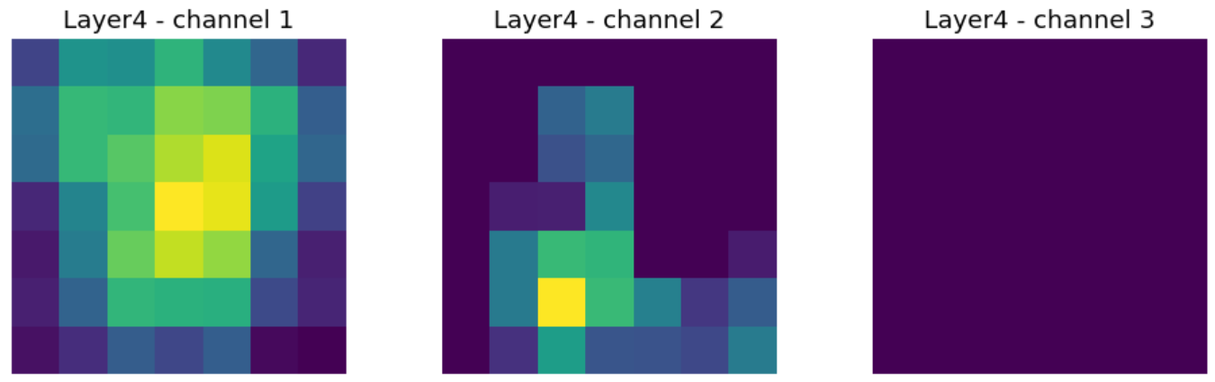 Layer4 - channel 1
Layer4 - channel 2
Layer4 - channel 3